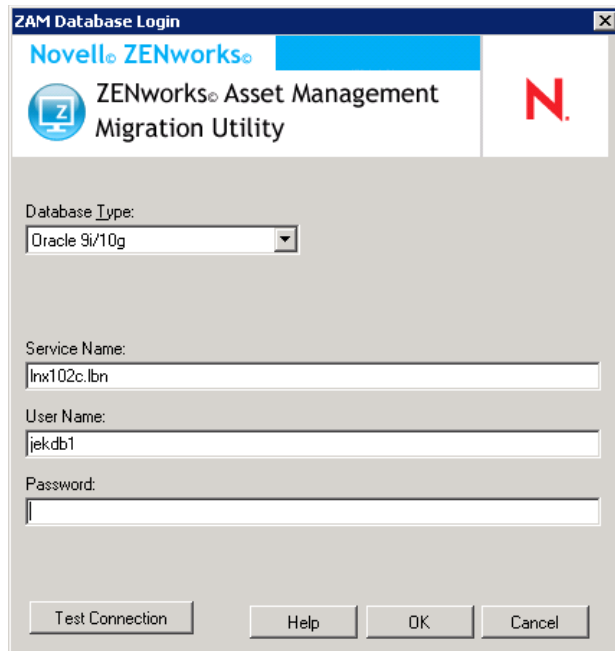 ZAM Database Login
Novell© ZENworks©
ZENworks© Asset Management
Migration Utility
Z
N.
Database Type:
Oracle 9i/10g
Service Name:
lnx102c.lbn
User Name:
jekdb1
Password:
Test Connection
Help
OK
Cancel